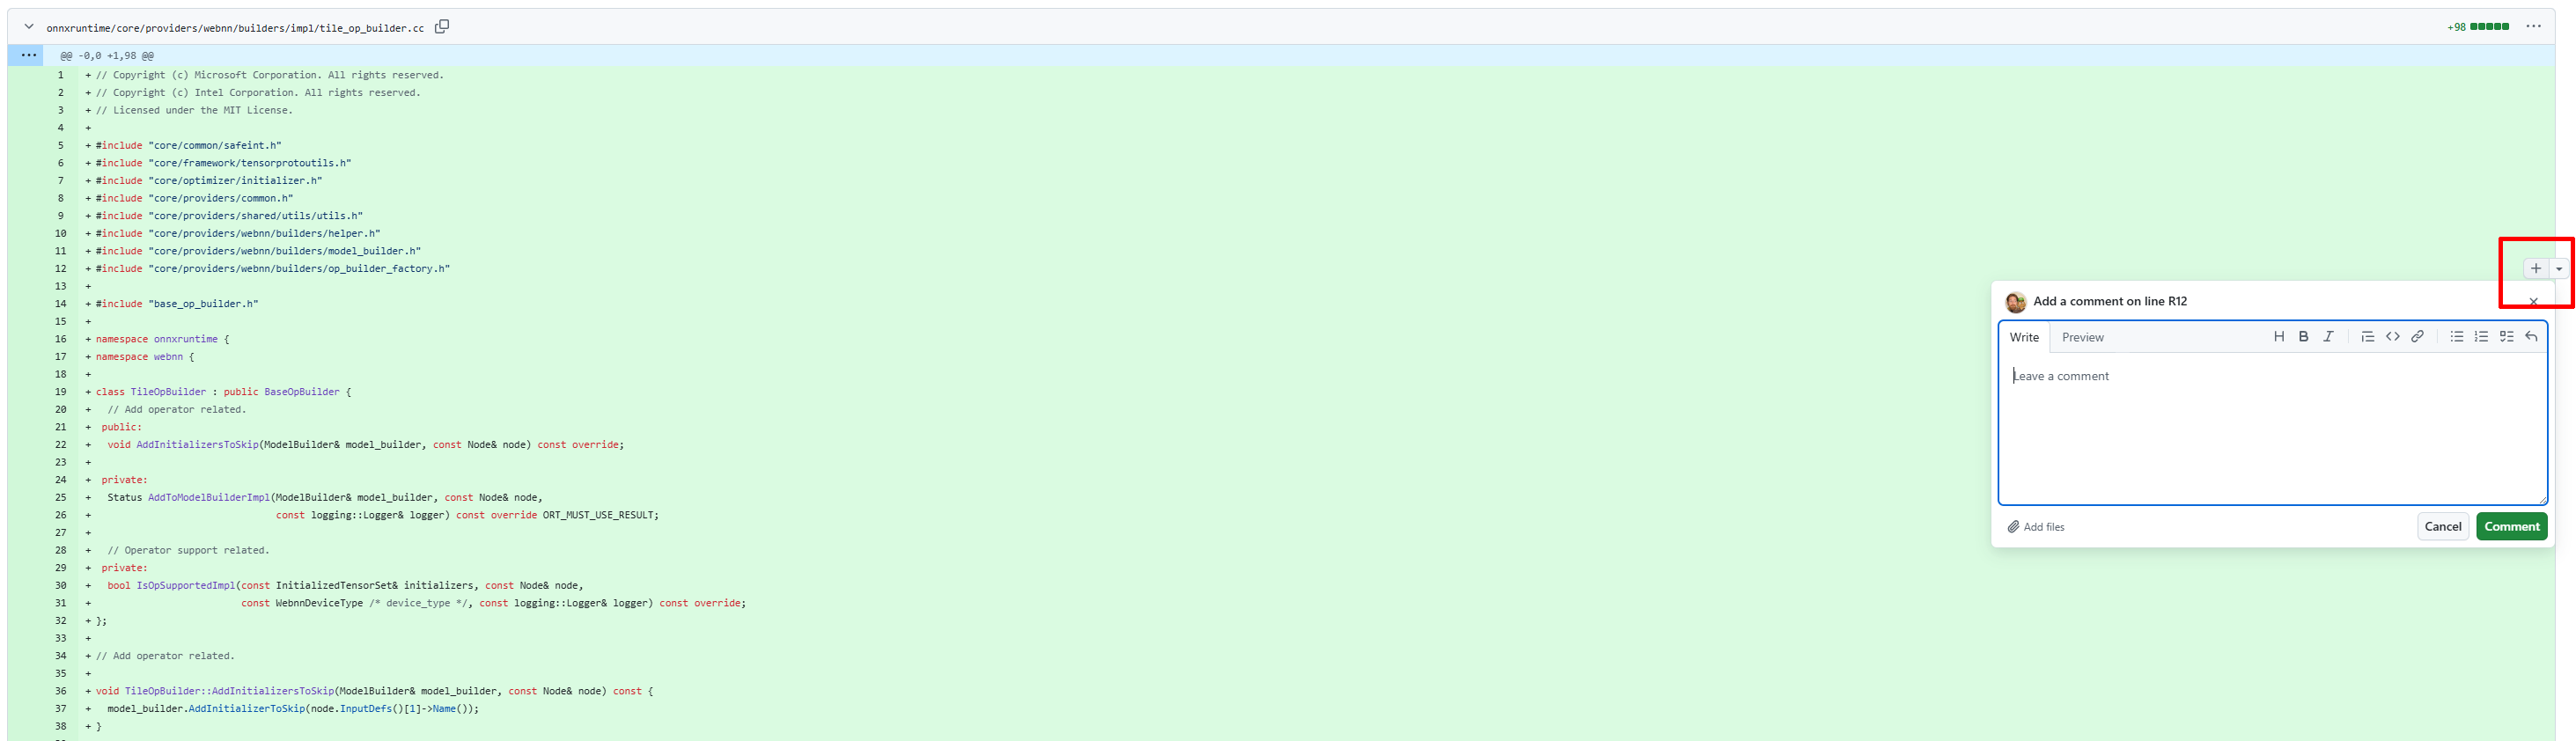 onnxruntime/core/providers/webnn/builders/impl/tile_op_builder.cc +98
@@ -0,0 +1,98 @@
1 + // Copyright (c) Microsoft Corporation. All rights reserved.
2 + // Copyright (c) Intel Corporation. All rights reserved.
3 + // Licensed under the MIT License.
4 +
5 + #include "core/common/safeint.h"
6 + #include "core/framework/tensorprotoutils.h"
7 + #include "core/optimizer/initializer.h"
8 + #include "core/providers/common.h"
9 + #include "core/providers/shared/utils/utils.h"
10 + #include "core/providers/webnn/builders/helper.h"
11 + #include "core/providers/webnn/builders/model_builder.h"
12 + #include "core/providers/webnn/builders/op_builder_factory.h"
13 +
14 + #include "base_op_builder.h"
15 +
16 + namespace onnxruntime {
17 + namespace webnn {
18 +
19 + class TileOpBuilder : public BaseOpBuilder {
20 +   // Add operator related.
21 +  public:
22 +   void AddInitializersToSkip(ModelBuilder& model_builder, const Node& node) const override;
23 +
24 +  private:
25 +   Status AddToModelBuilderImpl(ModelBuilder& model_builder, const Node& node,
26 +                                const logging::Logger& logger) const override ORT_MUST_USE_RESULT;
27 +
28 +   // Operator support related.
29 +  private:
30 +   bool IsOpSupportedImpl(const InitializedTensorSet& initializers, const Node& node,
31 +                          const WebnnDeviceType /* device_type */, const logging::Logger& logger) const override;
32 + };
33 +
34 + // Add operator related.
35 +
36 + void TileOpBuilder::AddInitializersToSkip(ModelBuilder& model_builder, const Node& node) const {
37 +   model_builder.AddInitializerToSkip(node.InputDefs()[1]->Name());
38 + }
Add a comment on line R12
Write Preview
Leave a comment
Add files Cancel Comment